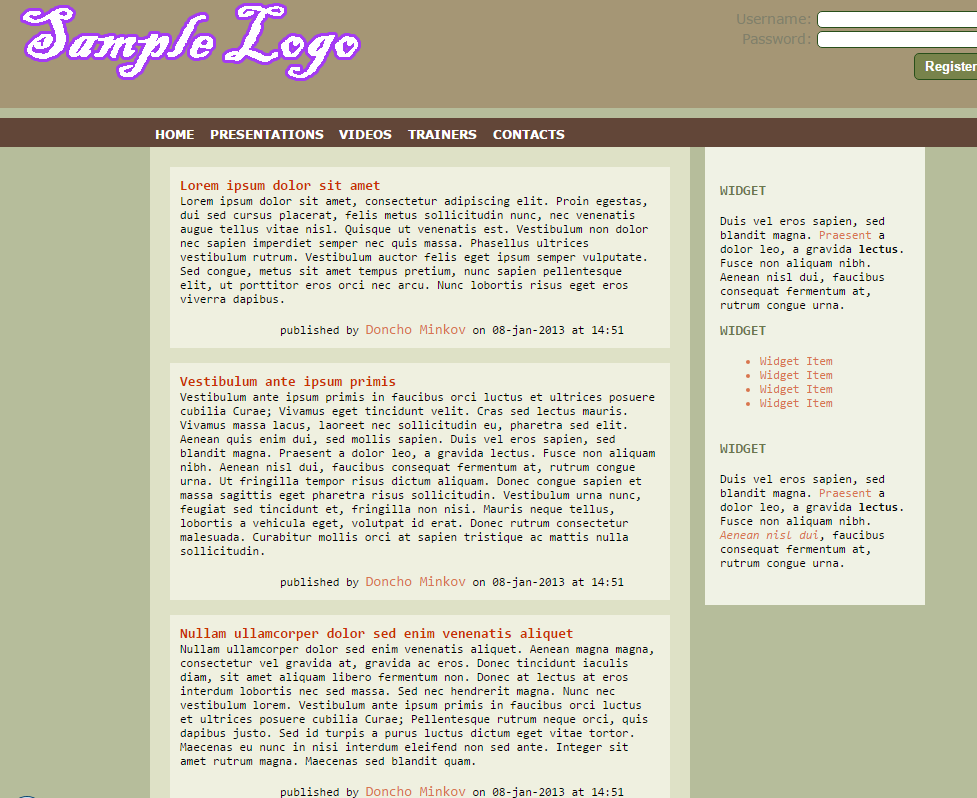 Sample Logo
Username:
Password:
Register
HOME PRESENTATIONS VIDEOS TRAINERS CONTACTS
Lorem ipsum dolor sit amet
Lorem ipsum dolor sit amet, consectetur adipiscing elit. Proin egestas,
dui sed cursus placerat, felis metus sollicitudin nunc, nec venenatis
augue tellus vitae nisl. Quisque ut venenatis est. Vestibulum non dolor
nec sapien imperdiet semper nec quis massa. Phasellus ultrices
vestibulum rutrum. Vestibulum auctor felis eget ipsum semper vulputate.
Sed congue, metus sit amet tempus pretium, nunc sapien pellentesque
elit, ut porttitor eros orci nec arcu. Nunc lobortis risus eget eros
viverra dapibus.
published by Doncho Minkov on 08-jan-2013 at 14:51
Vestibulum ante ipsum primis
Vestibulum ante ipsum primis in faucibus orci luctus et ultrices posuere
cubilia Curae; Vivamus eget tincidunt velit. Cras sed lectus mauris.
Vivamus massa lacus, laoreet nec sollicitudin eu, pharetra sed elit.
Aenean quis enim dui, sed mollis sapien. Duis vel eros sapien, sed
blandit magna. Praesent a dolor leo, a gravida lectus. Fusce non aliquam
nibh. Aenean nisl dui, faucibus consequat fermentum at, rutrum congue
urna. Ut fringilla tempor risus dictum aliquam. Donec congue sapien et
massa sagittis eget pharetra risus sollicitudin. Vestibulum urna nunc,
feugiat sed tincidunt et, fringilla non nisi. Mauris neque tellus,
lobortis a vehicula eget, volutpat id erat. Donec rutrum consectetur
malesuada. Curabitur mollis orci at sapien tristique ac mattis nulla
sollicitudin.
published by Doncho Minkov on 08-jan-2013 at 14:51
Nullam ullamcorper dolor sed enim venenatis aliquet
Nullam ullamcorper dolor sed enim venenatis aliquet. Aenean magna magna,
consectetur vel gravida at, gravida ac eros. Donec tincidunt iaculis
diam, sit amet aliquam libero fermentum non. Donec at lectus at eros
interdum lobortis nec sed massa. Sed nec hendrerit magna. Nunc nec
vestibulum lorem. Vestibulum ante ipsum primis in faucibus orci luctus
et ultrices posuere cubilia Curae; Pellentesque rutrum neque orci, quis
dapibus justo. Sed id turpis a purus luctus dictum eget vitae tortor.
Maecenas eu nunc in nisi interdum eleifend non sed ante. Integer sit
amet rutrum magna. Maecenas sed blandit quam.
published by Doncho Minkov on 08-jan-2013 at 14:51
WIDGET
Duis vel eros sapien, sed
blandit magna. Praesent a
dolor leo, a gravida lectus.
Fusce non aliquam nibh.
Aenean nisl dui, faucibus
consequat fermentum at,
rutrum congue urna.
WIDGET
• Widget Item
• Widget Item
• Widget Item
• Widget Item
WIDGET
Duis vel eros sapien, sed
blandit magna. Praesent a
dolor leo, a gravida lectus.
Fusce non aliquam nibh.
Aenean nisl dui, faucibus
consequat fermentum at,
rutrum congue urna.